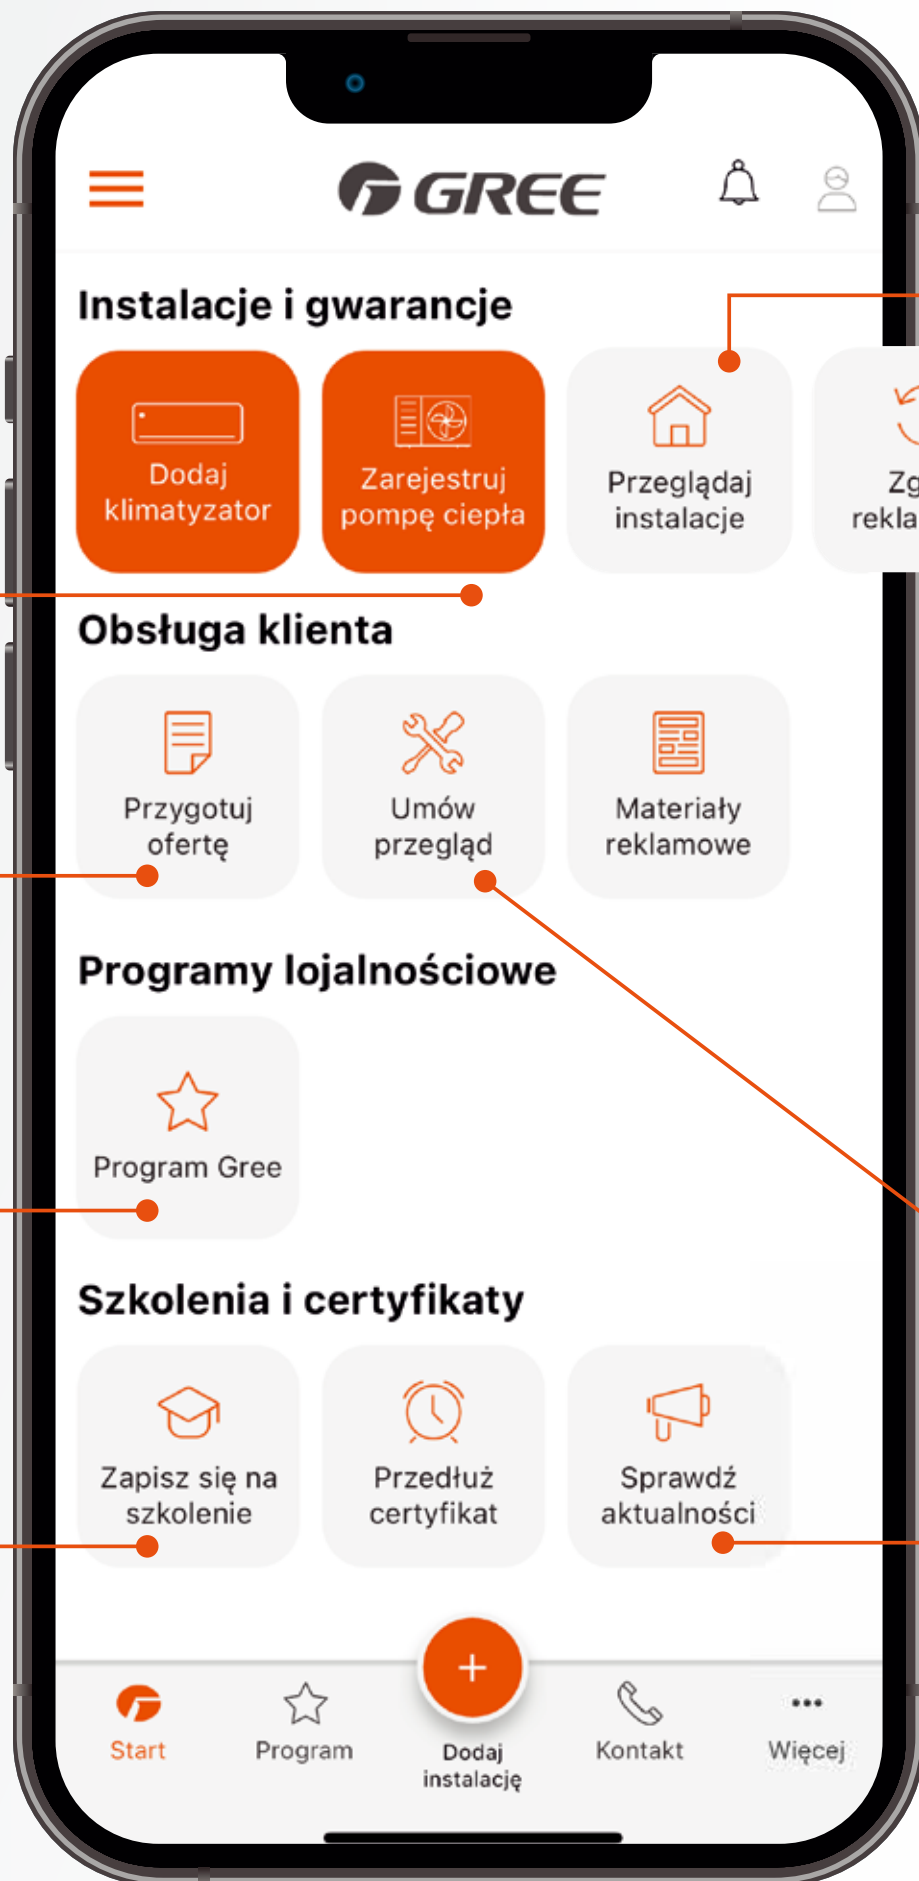 GREE
Instalacje i gwarancje
Dodaj
klimatyzator
Zarejestruj
pompę ciepła
Przeglądaj
instalacje
Obsługa klienta
Przygotuj
ofertę
Umów
przegląd
Materiały
reklamowe
Programy lojalnościowe
Program Gree
Szkolenia i certyfikaty
Zapisz się na
szkolenie
Przedłuż
certyfikat
Sprawdź
aktualności
Start
Program
Dodaj
instalację
Kontakt
Więcej